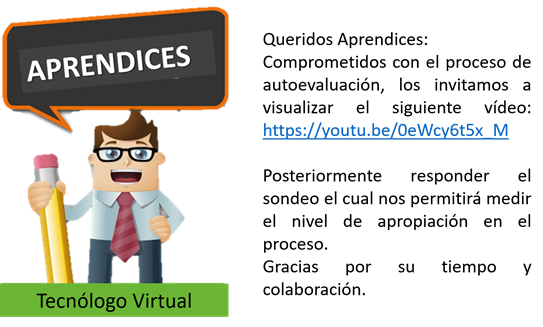 APRENDICES
Tecnólogo Virtual
Queridos Aprendices:
Comprometidos con el proceso de
autoevaluación, los invitamos a
visualizar el siguiente vídeo:
https://youtu.be/0eWcy6t5x_M
Posteriormente responder el
sondeo el cual nos permitirá medir
el nivel de apropiación en el
proceso.
Gracias por su tiempo y
colaboración.